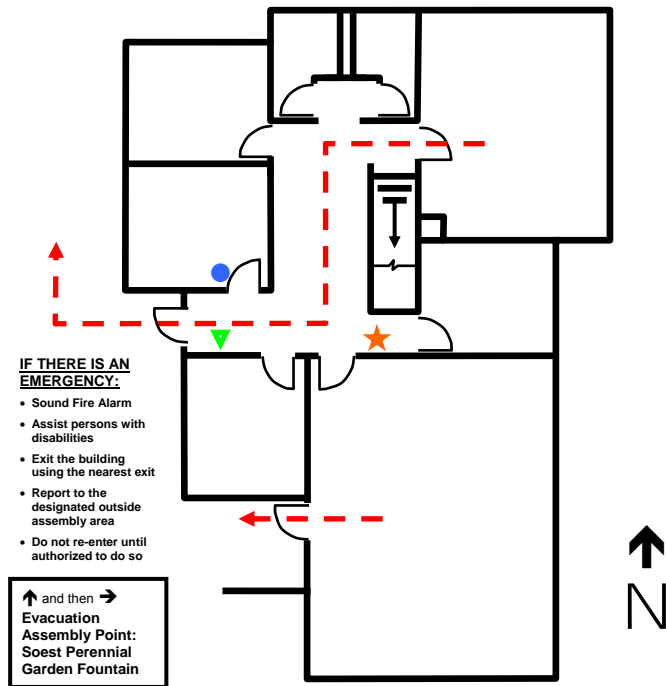 IF THERE IS AN
EMERGENCY:
• Sound Fire Alarm
• Assist persons with
disabilities
• Exit the building
using the nearest exit
• Report to the
designated outside
assembly area
• Do not re-enter until
authorized to do so
↑ and then →
Evacuation
Assembly Point:
Soest Perennial
Garden Fountain
N